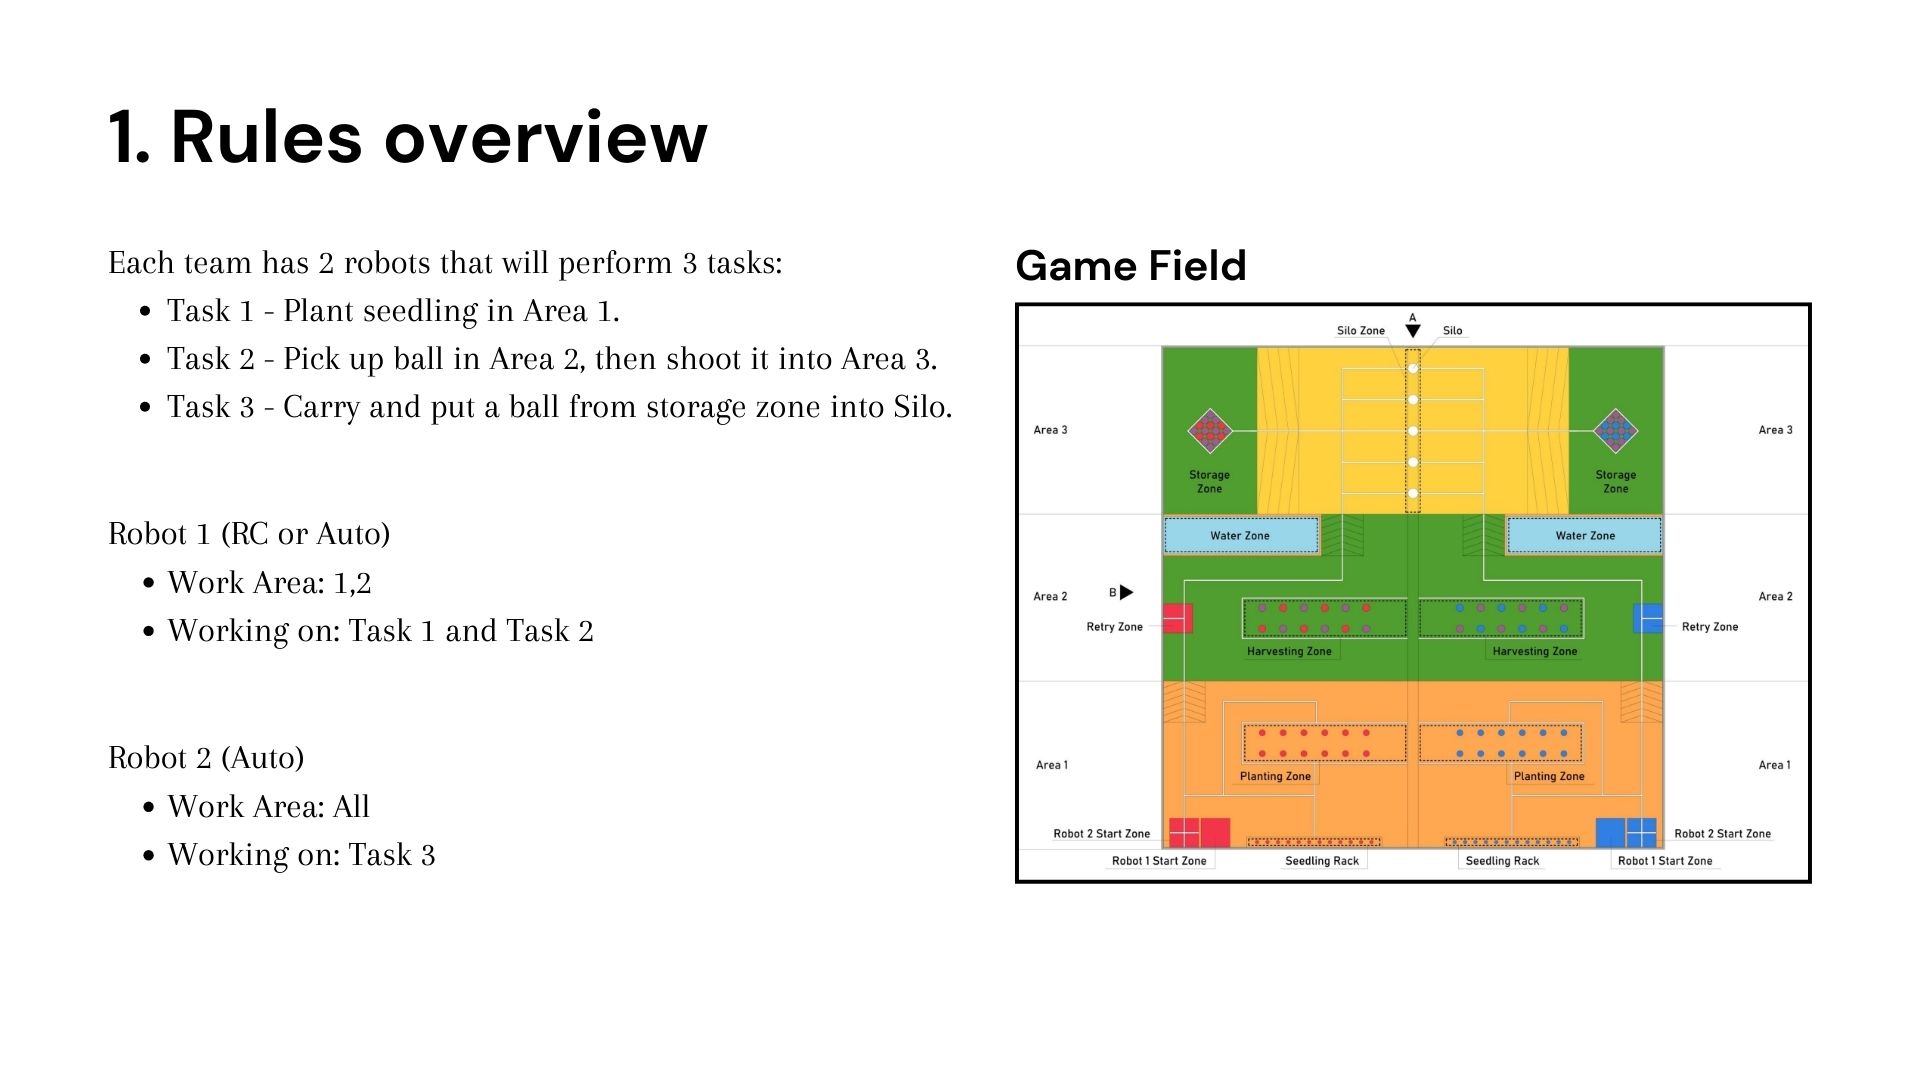 1. Rules overview
Each team has 2 robots that will perform 3 tasks:
• Task 1 - Plant seedling in Area 1.
• Task 2 - Pick up ball in Area 2, then shoot it into Area 3.
• Task 3 - Carry and put a ball from storage zone into Silo.
Robot 1 (RC or Auto)
• Work Area: 1,2
• Working on: Task 1 and Task 2
Robot 2 (Auto)
• Work Area: All
• Working on: Task 3
Game Field
A
Silo Zone
Silo
Area 3
Area 3
Storage
Zone
Storage
Zone
Water Zone
Water Zone
B
Area 2
Area 2
Retry Zone
Retry Zone
Harvesting Zone
Harvesting Zone
Area 1
Area 1
Planting Zone
Planting Zone
Robot 2 Start Zone
Robot 2 Start Zone
Robot 1 Start Zone
Seedling Rack
Seedling Rack
Robot 1 Start Zone